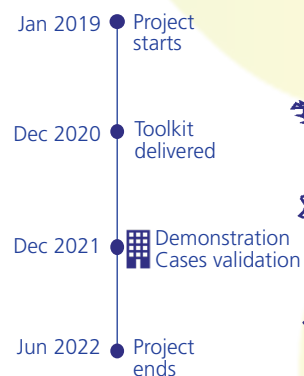 Jan 2019 Project
starts
Dec 2020 Toolkit
delivered
Dec 2021 Demonstration
Cases validation
Jun 2022 Project
ends